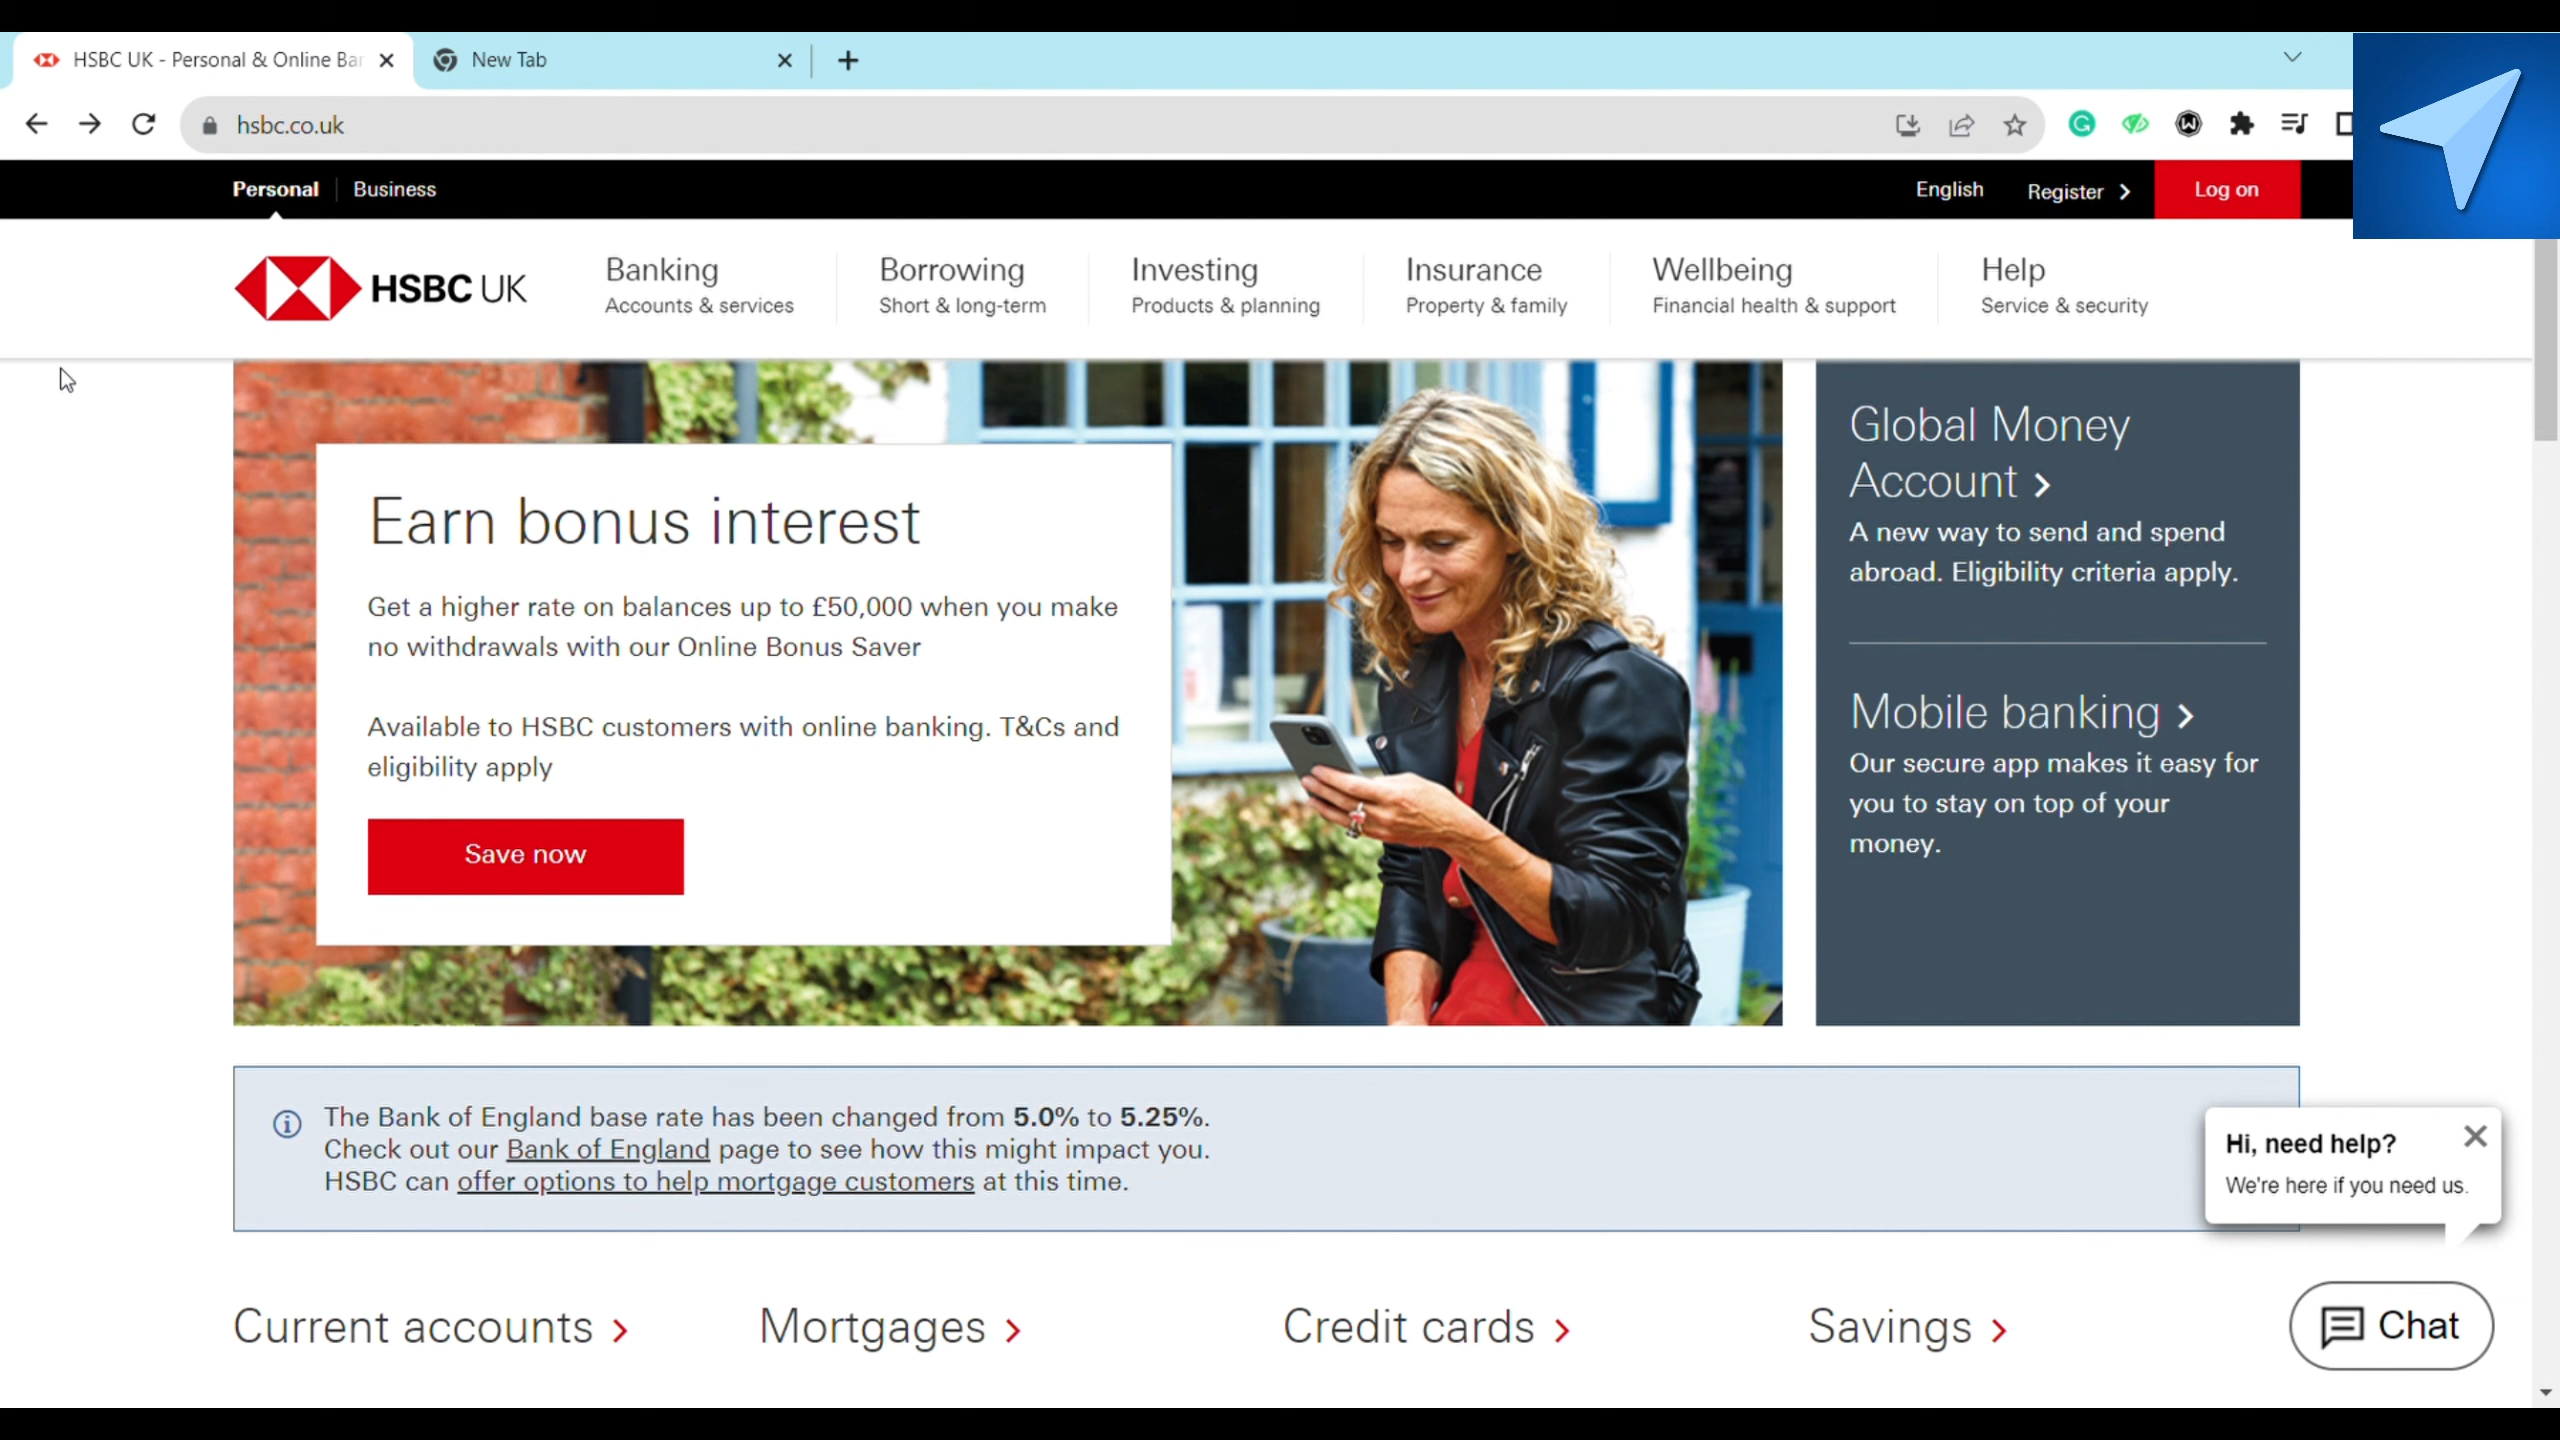 HSBC UK - Personal & Online Ba
New Tab
hsbc.co.uk
Personal
Business
English
Register
Log on
HSBC UK
Banking
Accounts & services
Borrowing
Short & long-term
Investing
Products & planning
Insurance
Property & family
Wellbeing
Financial health & support
Help
Service & security
Earn bonus interest
Get a higher rate on balances up to £50,000 when you make
no withdrawals with our Online Bonus Saver
Available to HSBC customers with online banking. T&Cs and
eligibility apply
Save now
Global Money
Account
A new way to send and spend
abroad. Eligibility criteria apply.
Mobile banking
Our secure app makes it easy for
you to stay on top of your
money.
The Bank of England base rate has been changed from 5.0% to 5.25%.
Check out our Bank of England page to see how this might impact you.
HSBC can offer options to help mortgage customers at this time.
Hi, need help?
We're here if you need us.
Current accounts
Mortgages
Credit cards
Savings
Chat